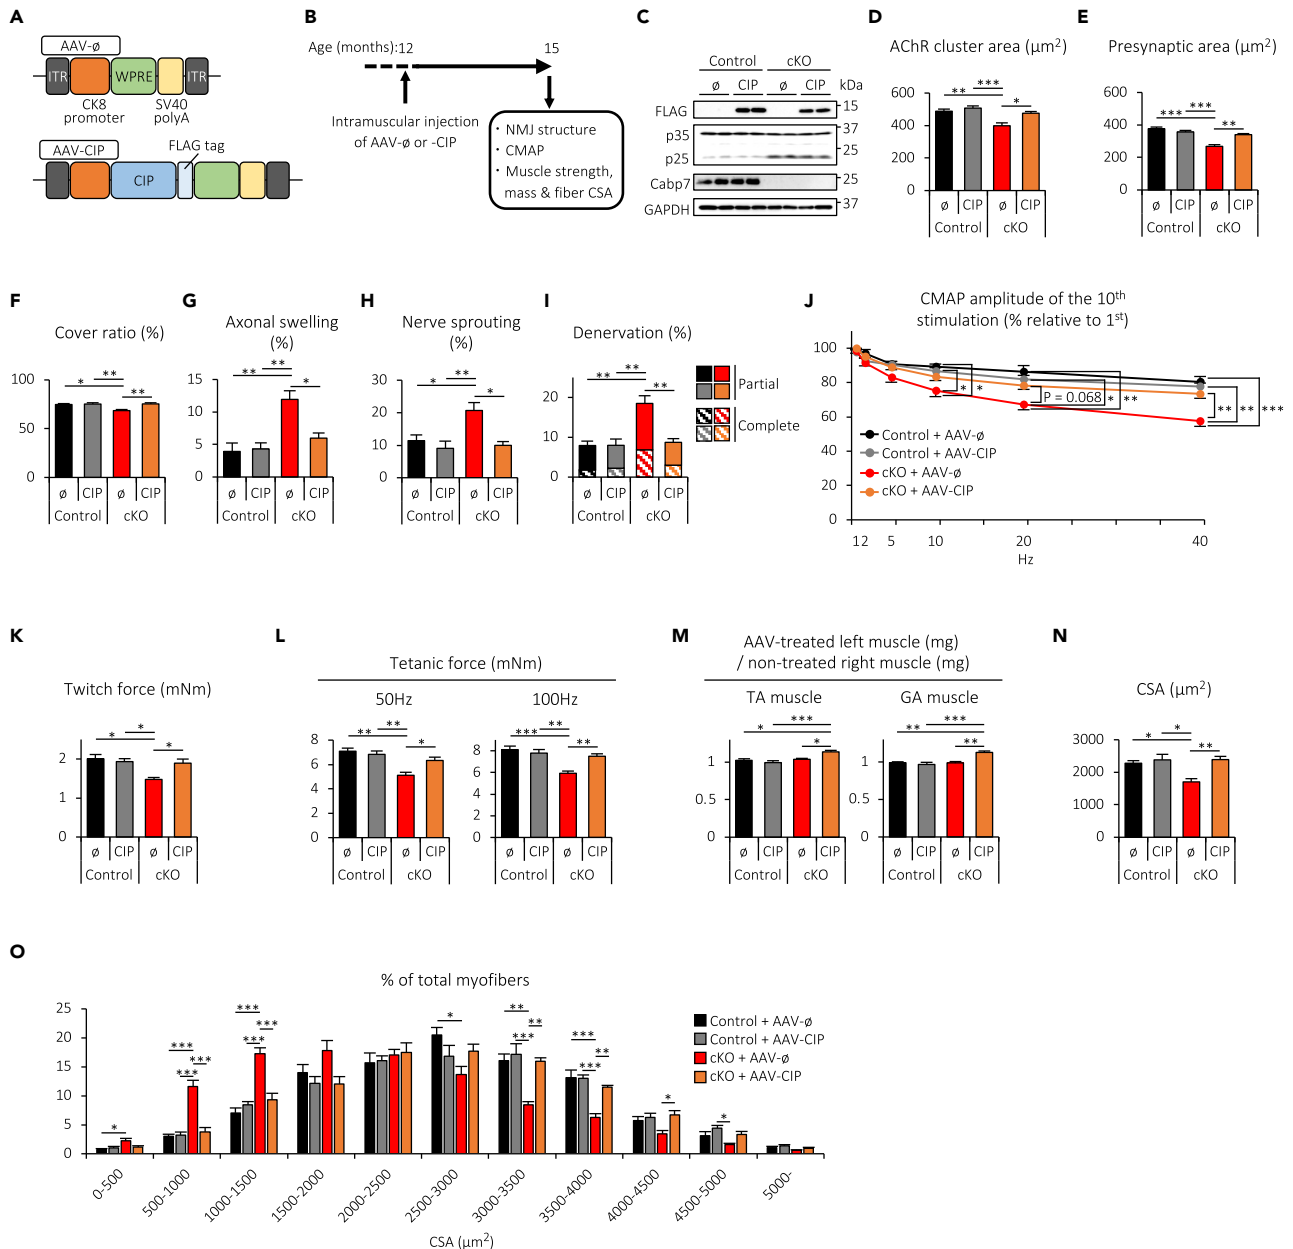 A
AAV-ø
ITR
WPRE
ITR
CK8
promoter
SV40
polyA
AAV-CIP
FLAG tag
CIP
B
Age (months):12
15
Intramuscular injection
of AAV-ø or -CIP
・ NMJ structure
・ CMAP
・ Muscle strength,
mass & fiber CSA
C
Control cKO
ø CIP ø CIP kDa
FLAG 15
p35 37
p25 25
Cabp7 25
GAPDH 37
D
AChR cluster area (µm²)
600
400
200
0
** *** *
ø CIP ø CIP
Control cKO
E
Presynaptic area (µm²)
600
400
200
0
*** *** **
ø CIP ø CIP
Control cKO
F
Cover ratio (%)
100
50
0
* ** **
ø CIP ø CIP
Control cKO
G
Axonal swelling
(%)
15
10
5
0
** ** *
ø CIP ø CIP
Control cKO
H
Nerve sprouting
(%)
30
20
10
0
* ** *
ø CIP ø CIP
Control cKO
I
Denervation (%)
20
10
0
** ** **
ø CIP ø CIP
Control cKO
Partial
Complete
J
CMAP amplitude of the 10th
stimulation (% relative to 1st)
100
80
60
40
20
0
* *
P = 0.068
* **
** ** ***
Control + AAV-ø
Control + AAV-CIP
cKO + AAV-ø
cKO + AAV-CIP
1 2 5 10 20 40
Hz
K
Twitch force (mNm)
2
1
0
* * *
ø CIP ø CIP
Control cKO
L
Tetanic force (mNm)
50Hz
8
6
4
2
0
** ** *
ø CIP ø CIP
Control cKO
100Hz
8
6
4
2
0
*** ** **
ø CIP ø CIP
Control cKO
M
AAV-treated left muscle (mg)
/ non-treated right muscle (mg)
TA muscle
1
0.5
0
* *** *
ø CIP ø CIP
Control cKO
GA muscle
1
0.5
0
** *** **
ø CIP ø CIP
Control cKO
N
CSA (µm²)
3000
2000
1000
0
* * **
ø CIP ø CIP
Control cKO
O
% of total myofibers
25
20
15
10
5
0
*
*** *** ***
*** *** ***
*
** *** **
*** *** **
*
*
Control + AAV-ø
Control + AAV-CIP
cKO + AAV-ø
cKO + AAV-CIP
0-500
500-1000
1000-1500
1500-2000
2000-2500
2500-3000
3000-3500
3500-4000
4000-4500
4500-5000
5000-
CSA (µm²)